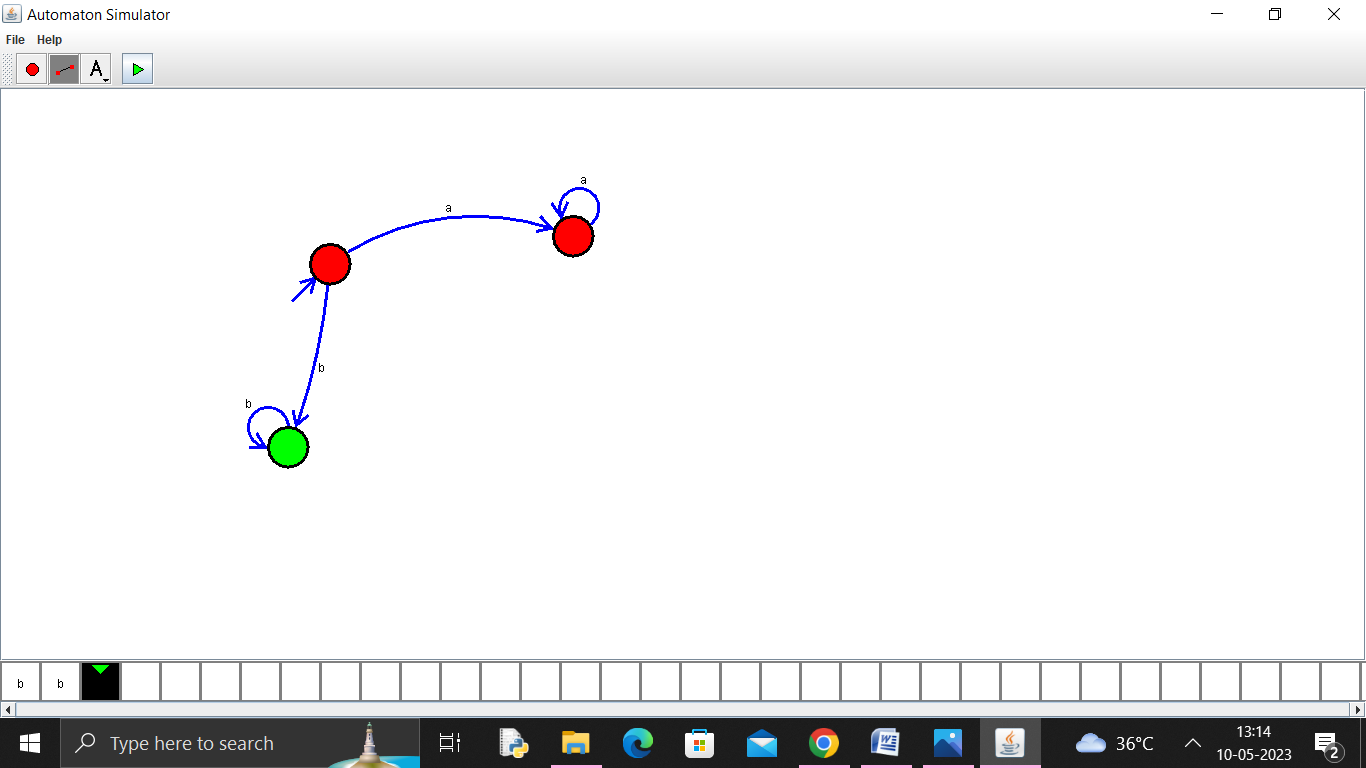 Automaton Simulator
File Help
A
a
a
b
b
b b
Type here to search
36°C
13:14
10-05-2023
2